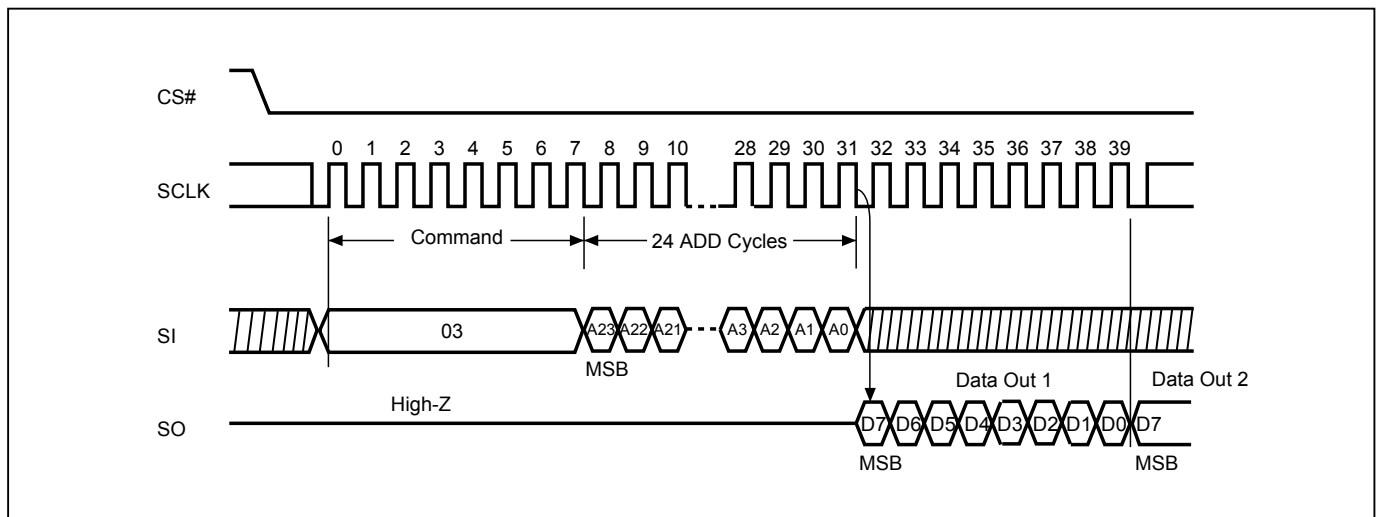 CS#
0 1 2 3 4 5 6 7 8 9 10 28 29 30 31 32 33 34 35 36 37 38 39
SCLK
Command 24 ADD Cycles
SI 03 A23 A22 A21 A3 A2 A1 A0
MSB
Data Out 1 Data Out 2
High-Z
SO D7 D6 D5 D4 D3 D2 D1 D0 D7
MSB MSB